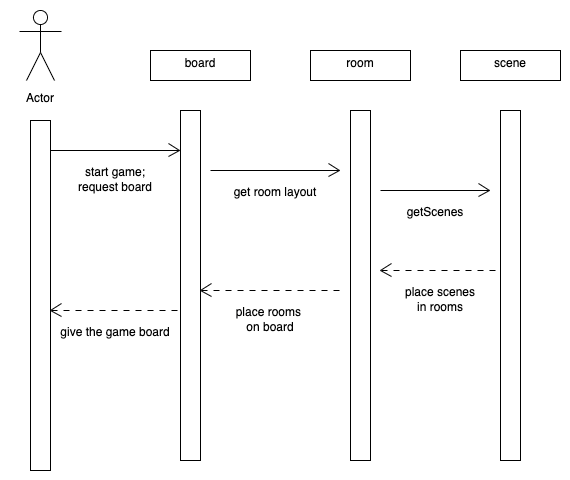 board
room
scene
Actor
start game;
request board
get room layout
getScenes
place scenes
in rooms
place rooms
on board
give the game board